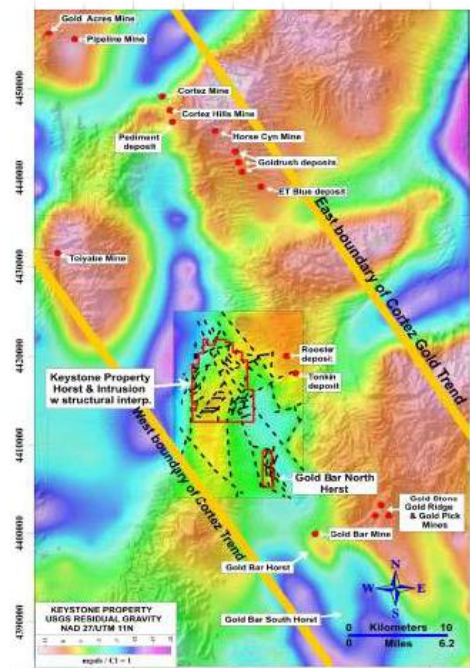 Gold Acres Mine
Pipeline Mine
4450000
Cortez Mine
Cortez Hills Mine
Pediment
deposit
Horse Cyn Mine
Goldrush deposits
4440000
ET Blue deposit
East boundary of Cortez Gold Trend
Toiyabe Mine
4430000
4420000
Rooster
Tonkin
deposit
Keystone Property
Horst & Intrusion
w structural interp.
West boundary of Cortez Trend
4410000
Gold Bar North
Horst
Gold Stone
Gold Ridge
& Gold Pick
Mines
4400000
Gold Bar Mine
Gold Bar Horst
N
W E
S
Gold Bar South Horst
4390000
KEYSTONE PROPERTY
USGS RESIDUAL GRAVITY
NAD 27/UTM 11N
mgals / CI = 1
0 Kilometers 10
0 Miles 6.2